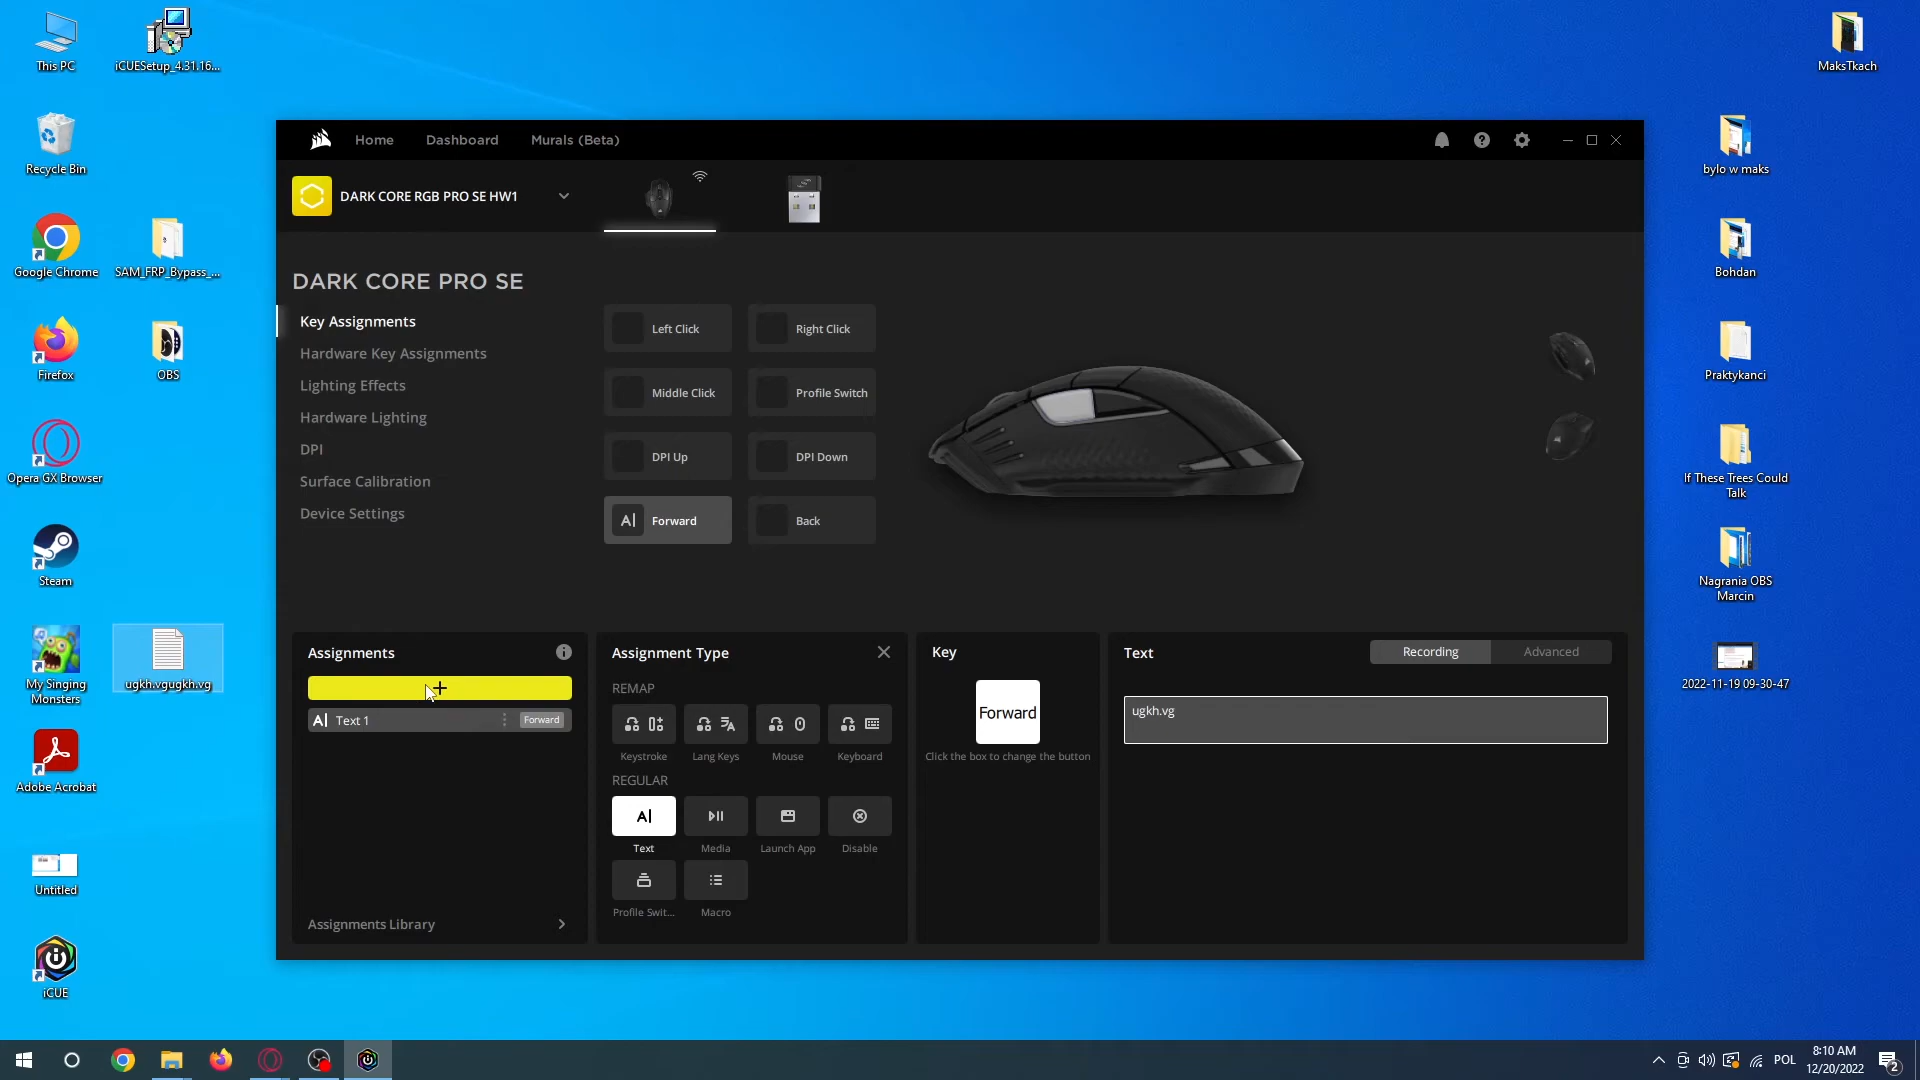 This PC
iCUESetup_4.31.16...
MaksTkach
Recycle Bin
bylo w maks
Google Chrome
SAM_FRP_Bypass_...
Bohdan
Firefox
OBS
Praktykanci
Opera GX Browser
If These Trees Could
Talk
Steam
Nagrania OBS
Marcin
My Singing
Monsters
ugkh.vgugkh.vg
2022-11-19 09-30-47
Adobe Acrobat
Untitled
iCUE
Home
Dashboard
Murals (Beta)
DARK CORE RGB PRO SE HW1
DARK CORE PRO SE
Key Assignments
Hardware Key Assignments
Lighting Effects
Hardware Lighting
DPI
Surface Calibration
Device Settings
Left Click
Right Click
Middle Click
Profile Switch
DPI Up
DPI Down
A| Forward
Back
Assignments
+
A| Text 1
Forward
Assignments Library
Assignment Type
REMAP
Keystroke
Lang Keys
Mouse
Keyboard
REGULAR
A|
Text
Media
Launch App
Disable
Profile Swit...
Macro
Key
Forward
Click the box to change the button
Text
Recording
Advanced
ugkh.vg
POL
8:10 AM
12/20/2022
2